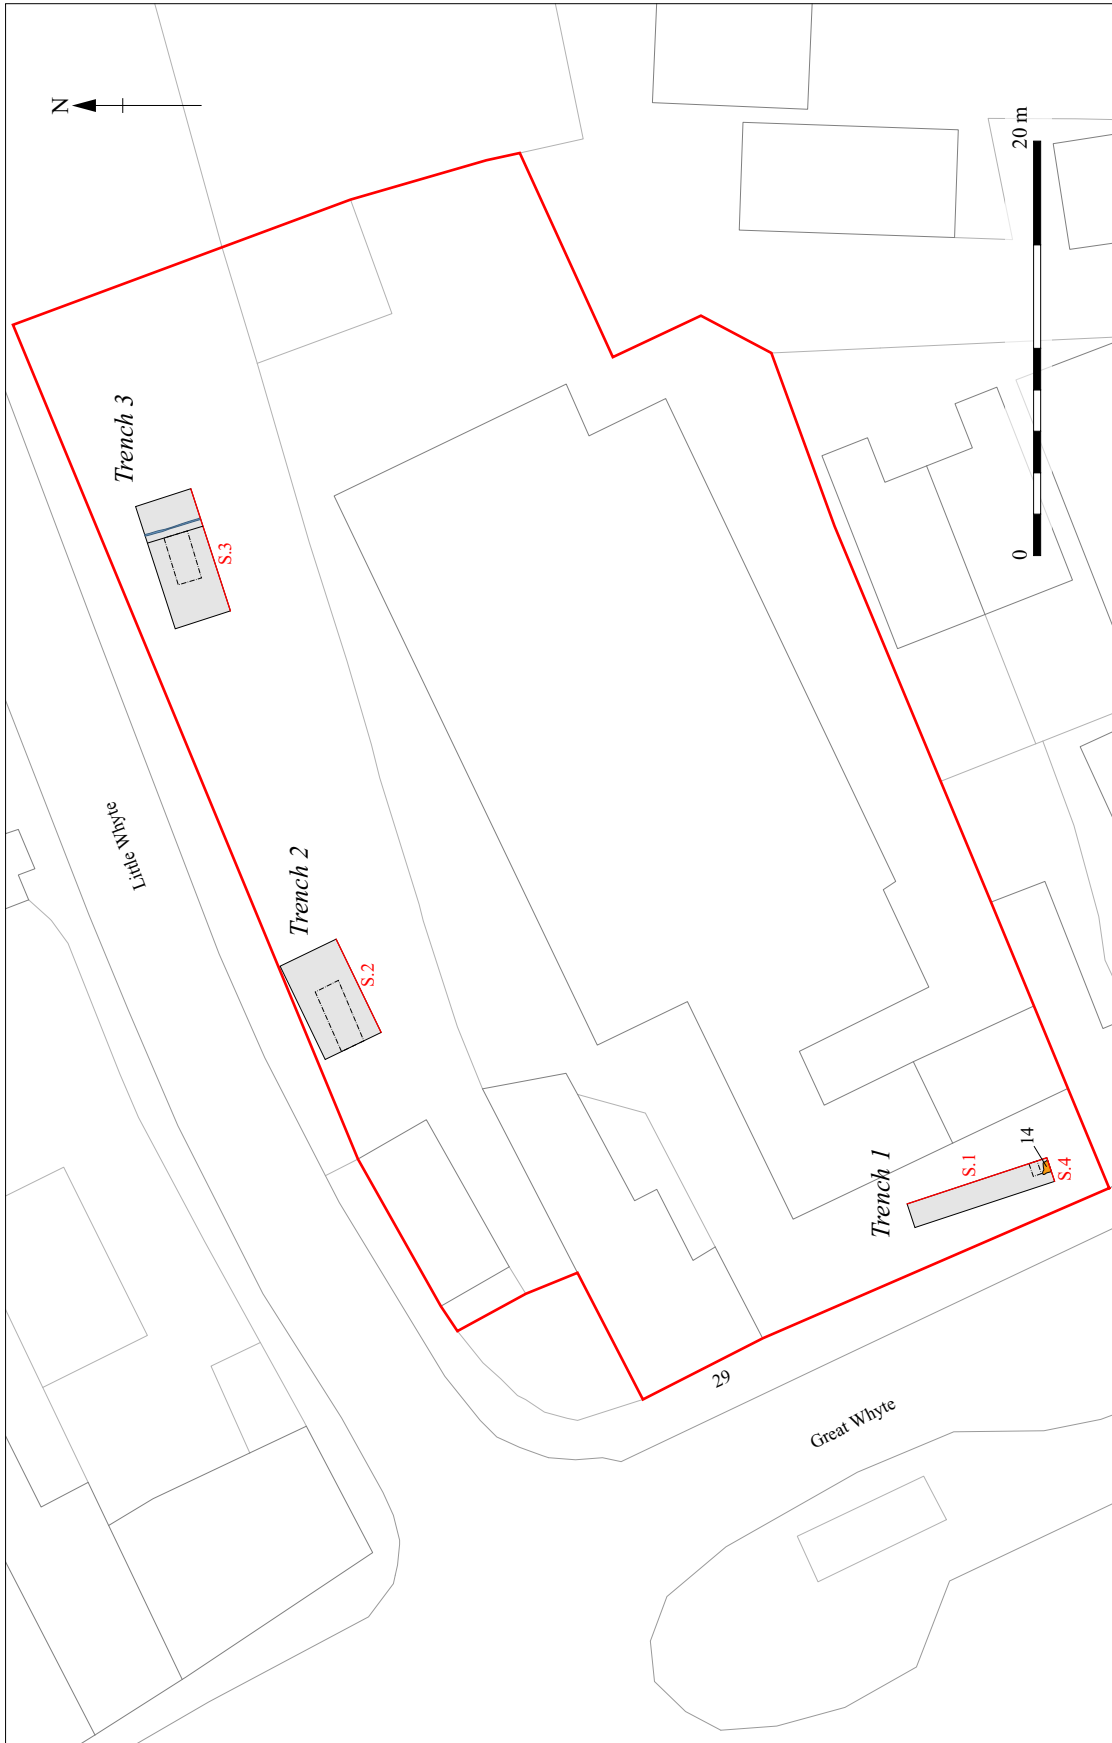 N
20 m
0
Trench 3
S.3
Little Whyte
Trench 2
S.2
Trench 1
S.1
14
S.4
29
Great Whyte